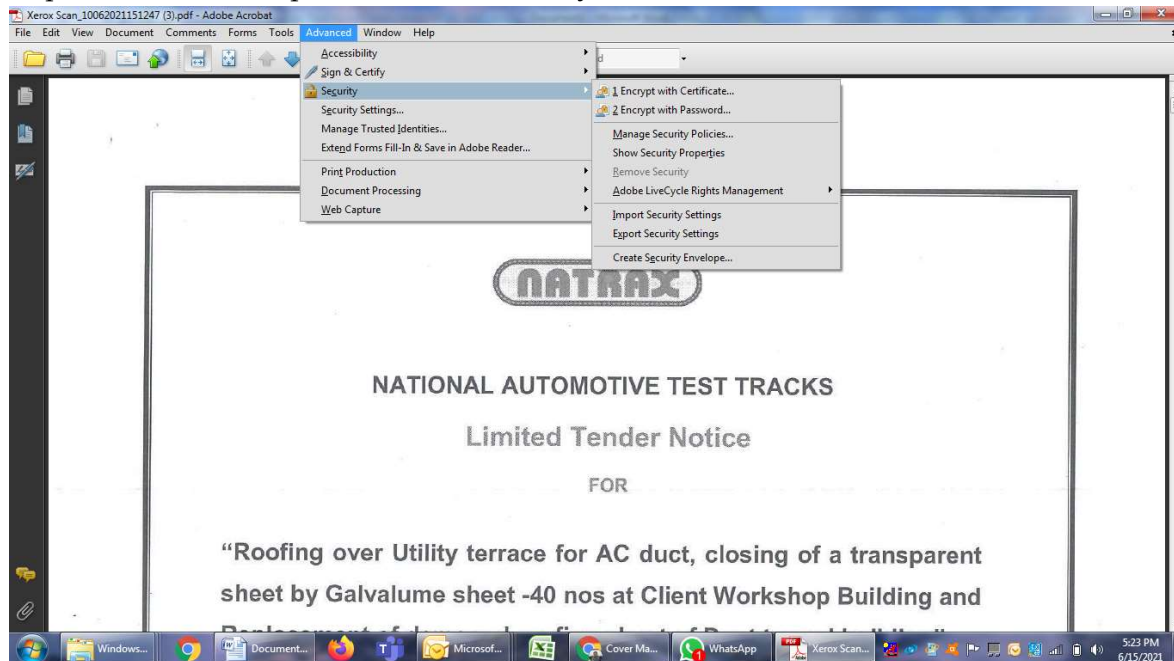 Xerox Scan_10062021151247 (3).pdf - Adobe Acrobat
File Edit View Document Comments Forms Tools Advanced Window Help
Accessibility
Sign & Certify
Security
Security Settings...
Manage Trusted Identities...
Extend Forms Fill-In & Save in Adobe Reader...
Print Production
Document Processing
Web Capture
1 Encrypt with Certificate...
2 Encrypt with Password...
Manage Security Policies...
Show Security Properties
Remove Security
Adobe LiveCycle Rights Management
Import Security Settings
Export Security Settings
Create Security Envelope...
NATRAX
NATIONAL AUTOMOTIVE TEST TRACKS
Limited Tender Notice
FOR
“Roofing over Utility terrace for AC duct, closing of a transparent
sheet by Galvalume sheet -40 nos at Client Workshop Building and
Windows... Document... Microsof... Cover Ma... WhatsApp Xerox Scan... 5:23 PM
6/15/2021